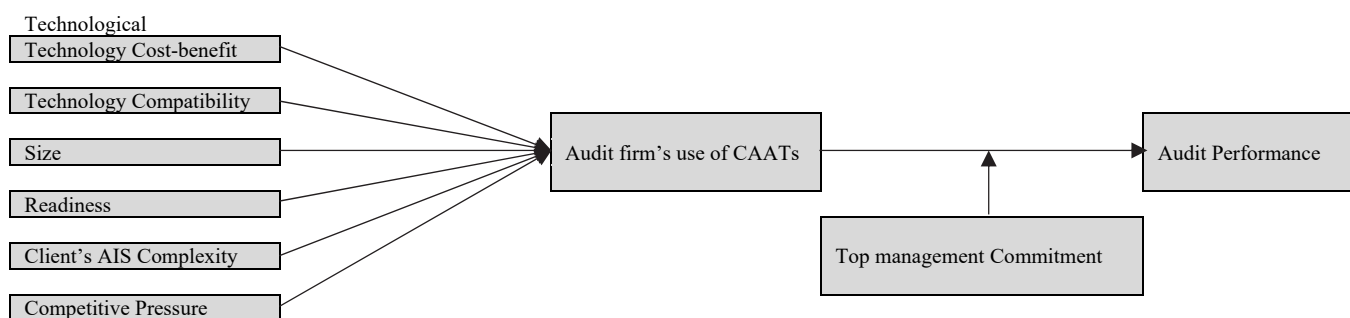 Technological
Technology Cost-benefit
Technology Compatibility
Size
Readiness
Client's AIS Complexity
Competitive Pressure
Audit firm's use of CAATs
Top management Commitment
Audit Performance